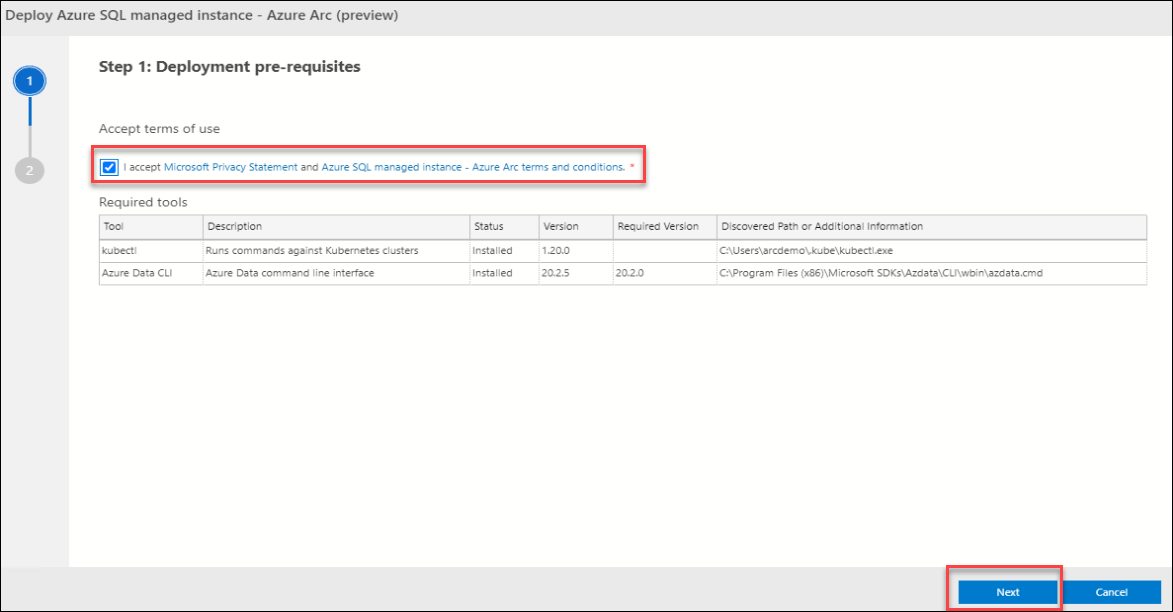 Deploy Azure SQL managed instance - Azure Arc (preview)
1
2
Step 1: Deployment pre-requisites
Accept terms of use
I accept Microsoft Privacy Statement and Azure SQL managed instance - Azure Arc terms and conditions. *
Required tools
Tool Description Status Version Required Version Discovered Path or Additional Information
kubectl Runs commands against Kubernetes clusters Installed 1.20.0 C:\Users\arcdemo\.kube\kubectl.exe
Azure Data CLI Azure Data command line interface Installed 20.2.5 20.2.0 C:\Program Files (x86)\Microsoft SDKs\Azdata\CLI\wbin\azdata.cmd
Next Cancel